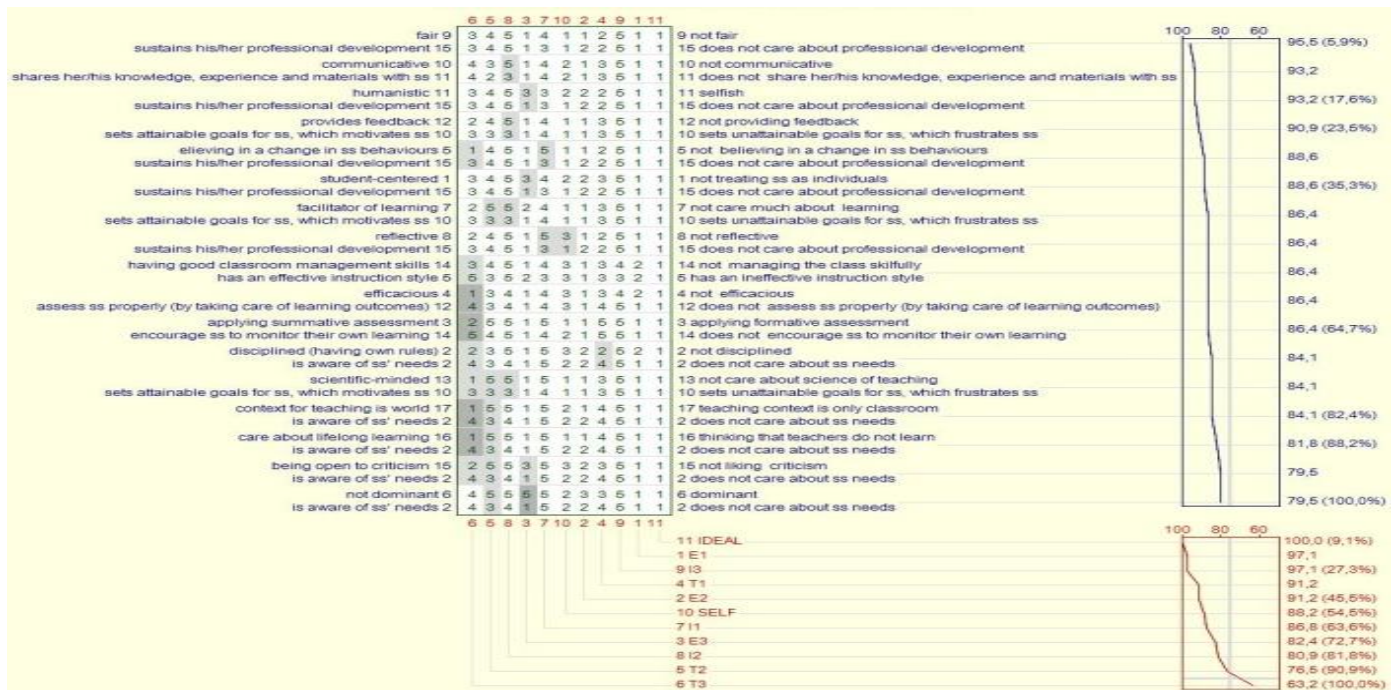 6 5 8 3 7 10 2 4 9 1 11
100 80 60
fair 9 3 4 5 1 4 1 1 2 5 1 1 9 not fair
sustains his/her professional development 15 3 4 5 1 3 1 2 2 5 1 1 15 does not care about professional development 95,5 (5,9%)
communicative 10 4 3 5 1 4 2 1 3 5 1 1 10 not communicative
93,2
shares her/his knowledge, experience and materials with ss 11 4 2 3 1 4 2 1 3 5 1 1 11 does not share her/his knowledge, experience and materials with ss
humanistic 11 3 4 5 3 3 2 2 2 5 1 1 11 selfish
93,2 (17,6%)
sustains his/her professional development 15 3 4 5 1 3 1 2 2 5 1 1 15 does not care about professional development
provides feedback 12 2 4 5 1 4 1 1 3 5 1 1 12 not providing feedback
90,9 (23,5%)
sets attainable goals for ss, which motivates ss 10 3 3 3 1 4 1 1 3 5 1 1 10 sets unattainable goals for ss, which frustrates ss
elieving in a change in ss behaviours 5 1 4 5 1 5 1 1 2 5 1 1 5 not believing in a change in ss behaviours
88,6
sustains his/her professional development 15 3 4 5 1 3 1 2 2 5 1 1 15 does not care about professional development
student-centered 1 3 4 5 3 4 2 2 3 5 1 1 1 not treating ss as individuals
88,6 (35,3%)
sustains his/her professional development 15 3 4 5 1 3 1 2 2 5 1 1 15 does not care about professional development
facilitator of learning 7 2 5 5 2 4 1 1 3 5 1 1 7 not care much about learning
86,4
sets attainable goals for ss, which motivates ss 10 3 3 3 1 4 1 1 3 5 1 1 10 sets unattainable goals for ss, which frustrates ss
reflective 8 2 4 5 1 5 3 1 2 5 1 1 8 not reflective
86,4
sustains his/her professional development 15 3 4 5 1 3 1 2 2 5 1 1 15 does not care about professional development
having good classroom management skills 14 3 4 5 1 4 3 1 3 4 2 1 14 not managing the class skilfully
86,4
has an effective instruction style 5 5 3 5 2 3 3 1 3 3 2 1 5 has an ineffective instruction style
efficacious 4 1 3 4 1 4 3 1 3 4 2 1 4 not efficacious
86,4
assess ss properly (by taking care of learning outcomes) 12 4 3 4 1 4 3 1 4 5 1 1 12 does not assess ss properly (by taking care of learning outcomes)
applying summative assessment 3 2 5 5 1 5 1 1 5 5 1 1 3 applying formative assessment
86,4 (64,7%)
encourage ss to monitor their own learning 14 5 4 5 1 4 2 1 5 5 1 1 14 does not encourage ss to monitor their own learning
disciplined (having own rules) 2 2 3 5 1 5 3 2 2 5 2 1 2 not disciplined
84,1
is aware of ss' needs 2 4 3 4 1 5 2 2 4 5 1 1 2 does not care about ss needs
scientific-minded 13 1 5 5 1 5 1 1 3 5 1 1 13 not care about science of teaching
84,1
sets attainable goals for ss, which motivates ss 10 3 3 3 1 4 1 1 3 5 1 1 10 sets unattainable goals for ss, which frustrates ss
context for teaching is world 17 1 5 5 1 5 2 1 4 5 1 1 17 teaching context is only classroom
84,1 (82,4%)
is aware of ss' needs 2 4 3 4 1 5 2 2 4 5 1 1 2 does not care about ss needs
care about lifelong learning 16 1 5 5 1 5 1 1 4 5 1 1 16 thinking that teachers do not learn
81,8 (88,2%)
is aware of ss' needs 2 4 3 4 1 5 2 2 4 5 1 1 2 does not care about ss needs
being open to criticism 15 2 5 5 3 5 3 2 3 5 1 1 15 not liking criticism
79,5
is aware of ss' needs 2 4 3 4 1 5 2 2 4 5 1 1 2 does not care about ss needs
not dominant 6 4 5 5 5 5 2 3 3 5 1 1 6 dominant
79,5 (100,0%)
is aware of ss' needs 2 4 3 4 1 5 2 2 4 5 1 1 2 does not care about ss needs
6 5 8 3 7 10 2 4 9 1 11
100 80 60
11 IDEAL 100,0 (9,1%)
1 E1 97,1
9 I3 97,1 (27,3%)
4 T1 91,2
2 E2 91,2 (45,5%)
10 SELF 88,2 (54,5%)
7 I1 86,8 (63,6%)
3 E3 82,4 (72,7%)
8 I2 80,9 (81,8%)
5 T2 76,5 (90,9%)
6 T3 63,2 (100,0%)